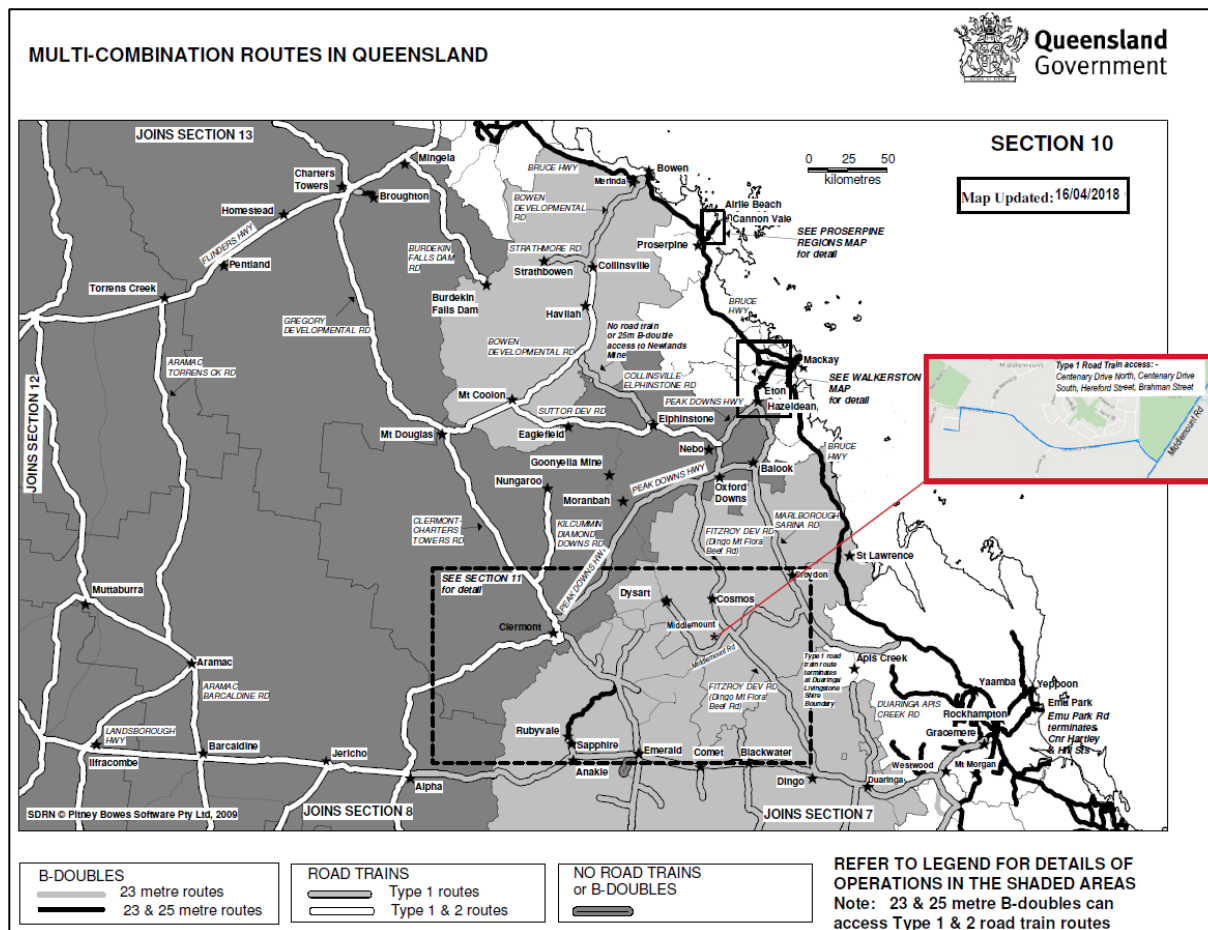 MULTI-COMBINATION ROUTES IN QUEENSLAND
Queensland
Government
JOINS SECTION 13
SECTION 10
Map Updated: 16/04/2018
0 25 50
kilometres
Mingela
Charters
Towers
Broughton
Homestead
FLINDERS HWY
Pentland
Torrens Creek
BRUCE HWY
Merinda
Bowen
BOWEN
DEVELOPMENTAL
RD
Airlie Beach
Cannon Vale
Proserpine
SEE PROSERPINE
REGIONS MAP
for detail
STRATHMORE RD
Strathbowen
Collinsville
BURDEKIN
FALLS DAM
RD
Burdekin
Falls Dam
Havilah
GREGORY
DEVELOPMENTAL RD
BOWEN
DEVELOPMENTAL RD
No road train
or 25m B-double
access to Newlands
Mine
BRUCE
HWY
Mackay
SEE WALKERSTON
MAP
for detail
Type 1 Road Train access: -
Centenary Drive North, Centenary Drive
South, Hereford Street, Brahman Street
Middlemount
Middlemount Rd
JOINS SECTION 12
ARAMAC
TORRENS CK RD
COLLINSVILLE
ELPHINSTONE RD
Eton
PEAK DOWNS HWY
Hazeldean
Mt Coolon
SUTTOR DEV RD
Elphinstone
Eaglefield
Mt Douglas
BRUCE
HWY
Nebo
Goonyella Mine
Nungaroo
PEAK DOWNS HWY
Balook
Moranbah
Oxford
Downs
CLERMONT-
CHARTERS
TOWERS RD
KILCUMMIN
DIAMOND
DOWNS RD
FITZROY DEV RD
(Dingo Mt Flora
Beef Rd)
MARLBOROUGH
SARINA RD
St Lawrence
PEAK DOWNS HWY
SEE SECTION 11
for detail
Croydon
Muttaburra
Dysart
Cosmos
Middlemount
Clermont
Middlemount Rd
Aramac
ARAMAC
BARCALDINE RD
FITZROY DEV RD
(Dingo Mt Flora
Beef Rd)
Type 1 road
train route
terminates
at Duaringa/
Livingstone
Shire
Boundary
Apis Creek
DUARINGA APIS
CREEK RD
Yaamba
Yeppoon
Rockhampton
Emu Park
Emu Park Rd
terminates
Cnr Hartley
& Hill Sts
Gracemere
LANDSBOROUGH
HWY
Rubyvale
Sapphire
Ilfracombe
Barcaldine
Jericho
Anakie
Emerald
Comet
Blackwater
Westwood
Mt Morgan
Alpha
Dingo
Duaringa
JOINS SECTION 8
JOINS SECTION 7
SDRN © Pitney Bowes Software Pty Ltd, 2009
B-DOUBLES
23 metre routes
23 & 25 metre routes
ROAD TRAINS
Type 1 routes
Type 1 & 2 routes
NO ROAD TRAINS
or B-DOUBLES
REFER TO LEGEND FOR DETAILS OF
OPERATIONS IN THE SHADED AREAS
Note: 23 & 25 metre B-doubles can
access Type 1 & 2 road train routes